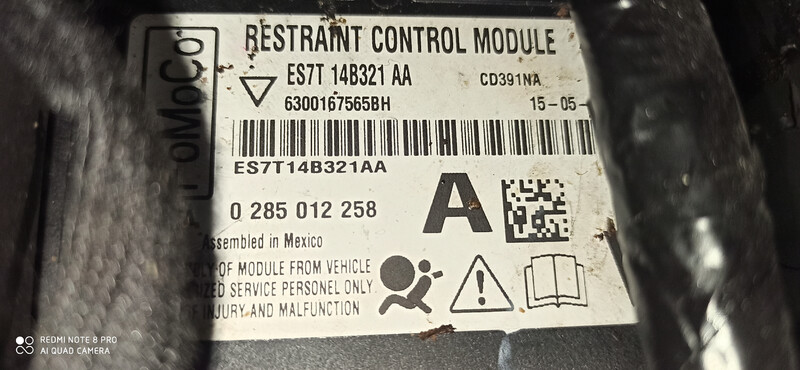 RESTRAINT CONTROL MODULE
FoMoCo
ES7T 14B321 AA
CD391NA
6300167565BH
15-05-
ES7T14B321AA
A
0 285 012 258
Assembled in Mexico
OF MODULE FROM VEHICLE
SERVICE PERSONEL ONLY
INJURY AND MALFUNCTION
REDMI NOTE 8 PRO
AI QUAD CAMERA